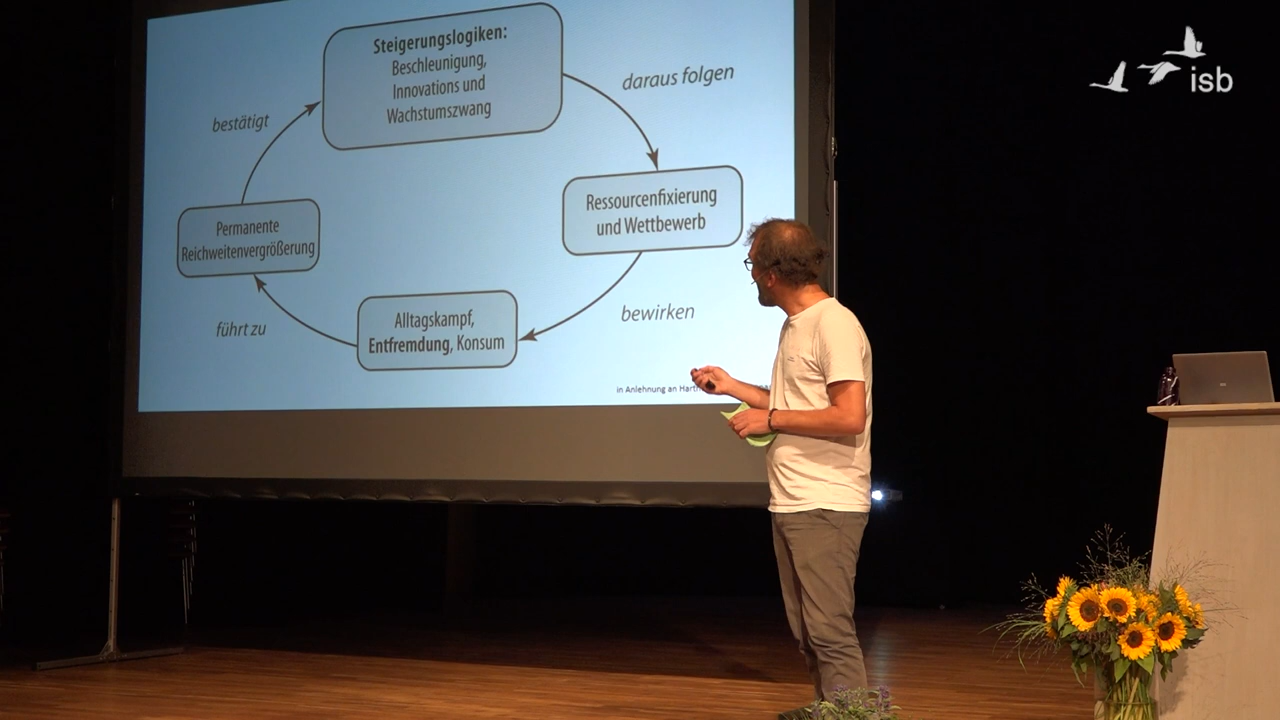 Steigerungslogiken:
Beschleunigung,
Innovations und
Wachstumszwang
daraus folgen
isb
bestätigt
Ressourcenfixierung
und Wettbewerb
Permanente
Reichweitenvergrößerung
bewirken
Alltagskampf,
Entfremdung, Konsum
führt zu
in Anlehnung an